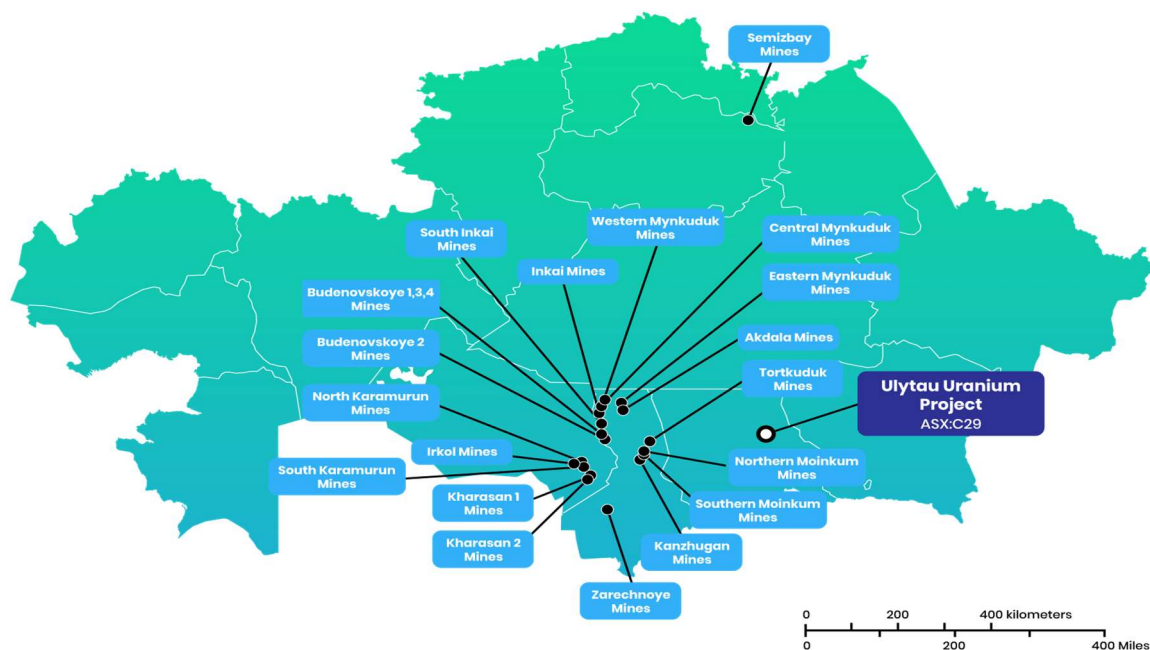 Semizbay
Mines
Western Mynkuduk
Mines
Central Mynkuduk
Mines
South Inkai
Mines
Inkai Mines
Eastern Mynkuduk
Mines
Budenovskoye 1,3,4
Mines
Akdala Mines
Budenovskoye 2
Mines
Tortkuduk
Mines
Ulytau Uranium
Project
ASX:C29
North Karamurun
Mines
Irkol Mines
Northern Moinkum
Mines
South Karamurun
Mines
Kharasan 1
Mines
Southern Moinkum
Mines
Kharasan 2
Mines
Kanzhugan
Mines
Zarechnoye
Mines
0 200 400 kilometers
0 200 400 Miles